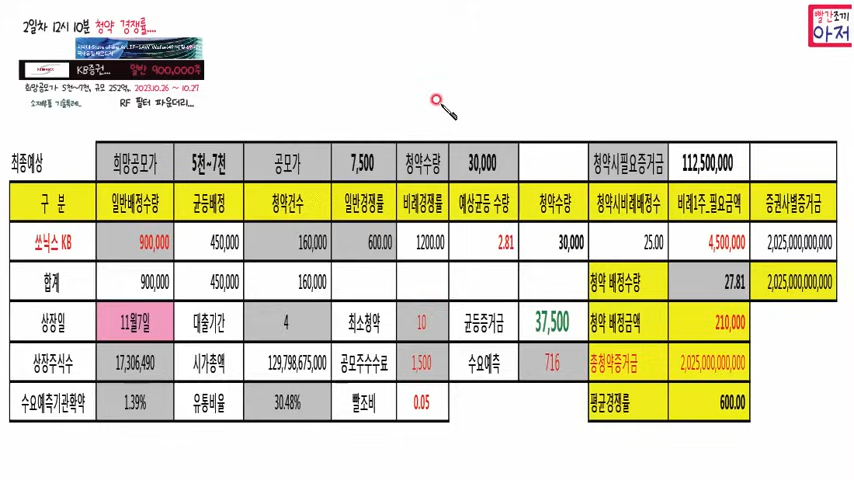 2일차 12시 10분 청약 경쟁률....
빨간조끼
아저
KB증권... 일반 900,000주
희망공모가 5천~7천, 규모 252억,. 2023.10.26 ~ 10.27
소재부품 기술특례.. RF 필터 파운더리...
최종예상 희망공모가 5천~7천 공모가 7,500 청약수량 30,000 청약시필요증거금 112,500,000
구 분 일반배정수량 균등배정 청약건수 일반경쟁률 비례경쟁률 예상균등 수량 청약수량 청약시비례배정수 비례1주_필요금액 증권사별증거금
쏘닉스 KB 900,000 450,000 160,000 600.00 1200.00 2.81 30,000 25.00 4,500,000 2,025,000,000,000
합계 900,000 450,000 160,000 청약 배정수량 27.81 2,025,000,000,000
상장일 11월7일 대출기간 4 최소청약 10 균등증거금 37,500 청약 배정금액 210,000
상장주식수 17,306,490 시가총액 129,798,675,000 공모주수수료 1,500 수요예측 716 총청약증거금 2,025,000,000,000
수요예측기관확약 1.39% 유통비율 30.48% 빨조비 0.05 평균경쟁률 600.00